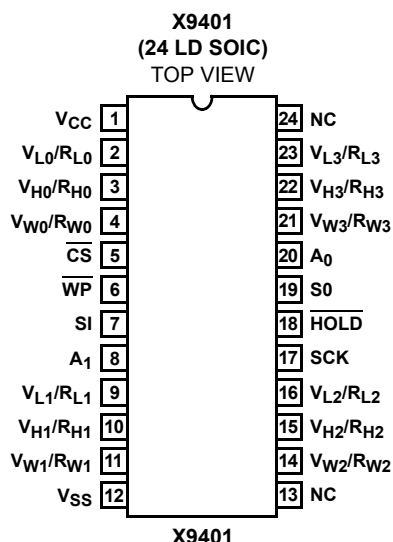 X9401
(24 LD SOIC)
TOP VIEW
VCC 1 24 NC
VL0/RL0 2 23 VL3/RL3
VH0/RH0 3 22 VH3/RH3
VW0/RW0 4 21 VW3/RW3
CS 5 20 A0
WP 6 19 S0
SI 7 18 HOLD
A1 8 17 SCK
VL1/RL1 9 16 VL2/RL2
VH1/RH1 10 15 VH2/RH2
VW1/RW1 11 14 VW2/RW2
VSS 12 13 NC
X9401